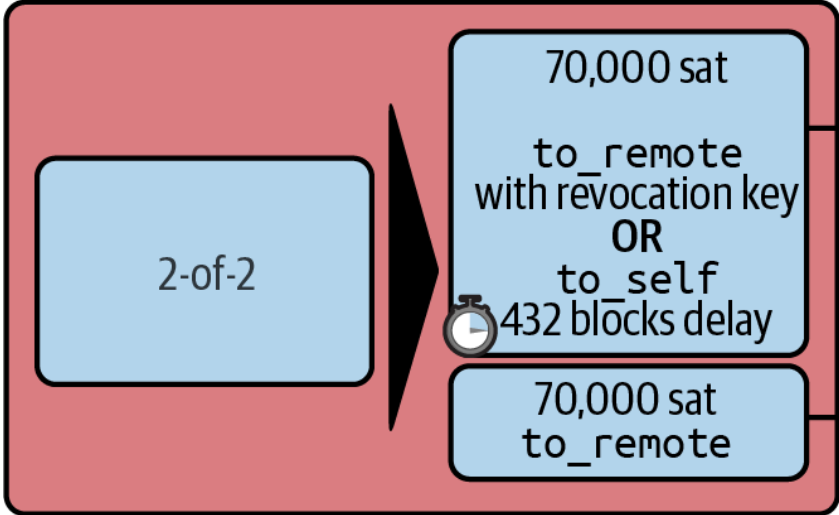 2-of-2
70,000 sat
to_remote
with revocation key
OR
to_self
432 blocks delay
70,000 sat
to_remote